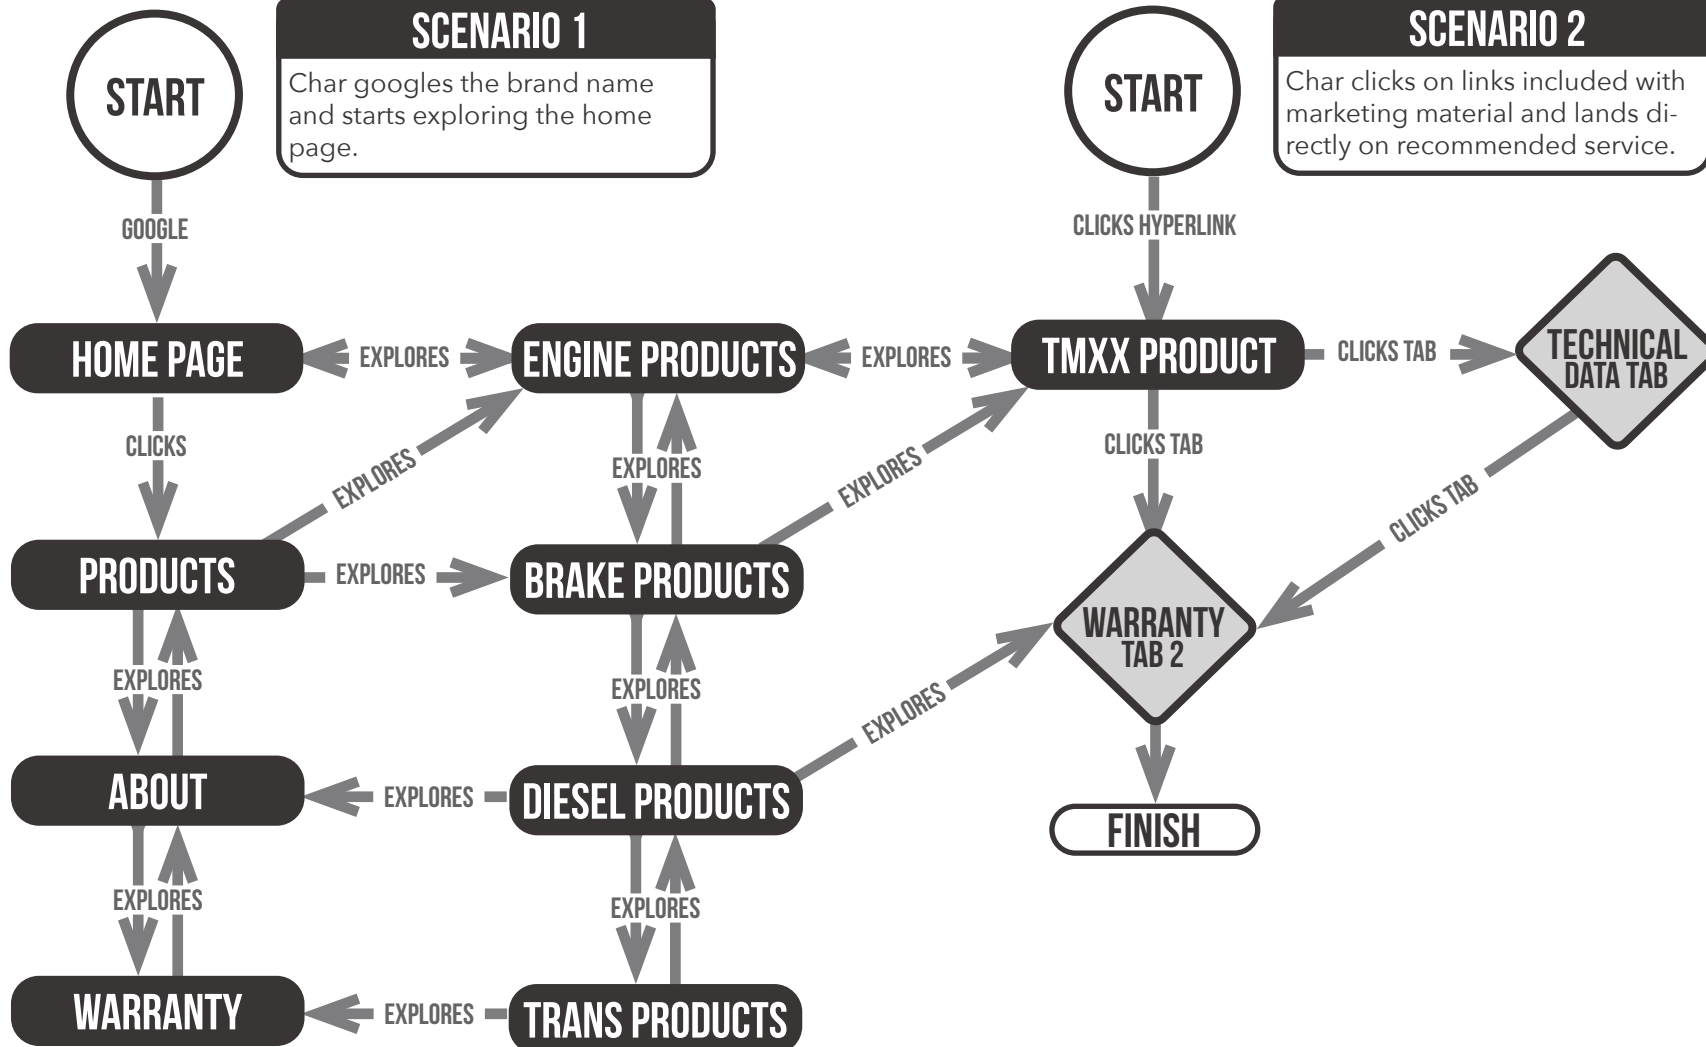 SCENARIO 1
Char googles the brand name
and starts exploring the home
page.
START
SCENARIO 2
Char clicks on links included with
marketing material and lands di-
rectly on recommended service.
START
GOOGLE
CLICKS HYPERLINK
HOME PAGE
EXPLORES
ENGINE PRODUCTS
EXPLORES
TMXX PRODUCT
CLICKS TAB
TECHNICAL
DATA TAB
CLICKS
EXPLORES
EXPLORES
EXPLORES
CLICKS TAB
CLICKS TAB
PRODUCTS
EXPLORES
BRAKE PRODUCTS
WARRANTY
TAB 2
EXPLORES
EXPLORES
EXPLORES
ABOUT
EXPLORES
DIESEL PRODUCTS
FINISH
EXPLORES
EXPLORES
WARRANTY
EXPLORES
TRANS PRODUCTS